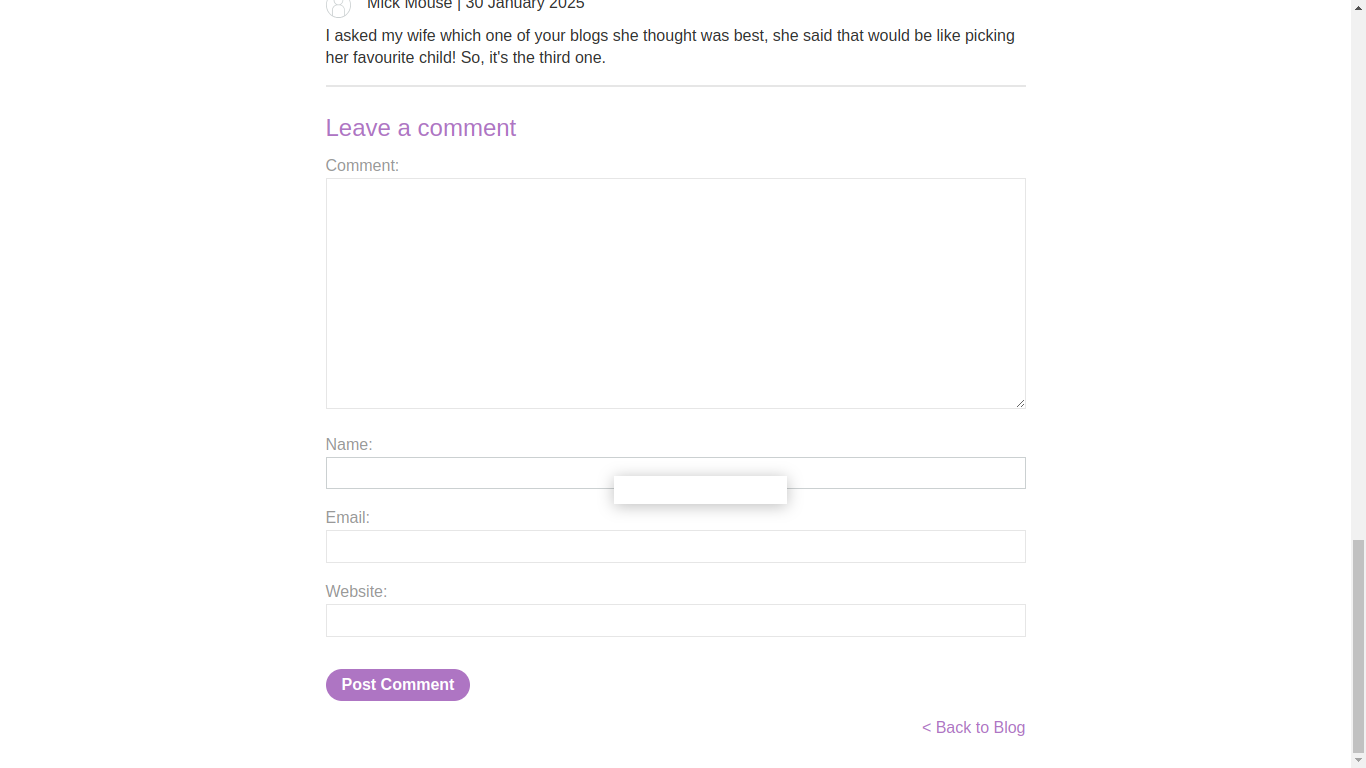 Mick Mouse | 30 January 2025
I asked my wife which one of your blogs she thought was best, she said that would be like picking
her favourite child! So, it's the third one.
Leave a comment
Comment:
Name:
Email:
Website:
Post Comment
< Back to Blog